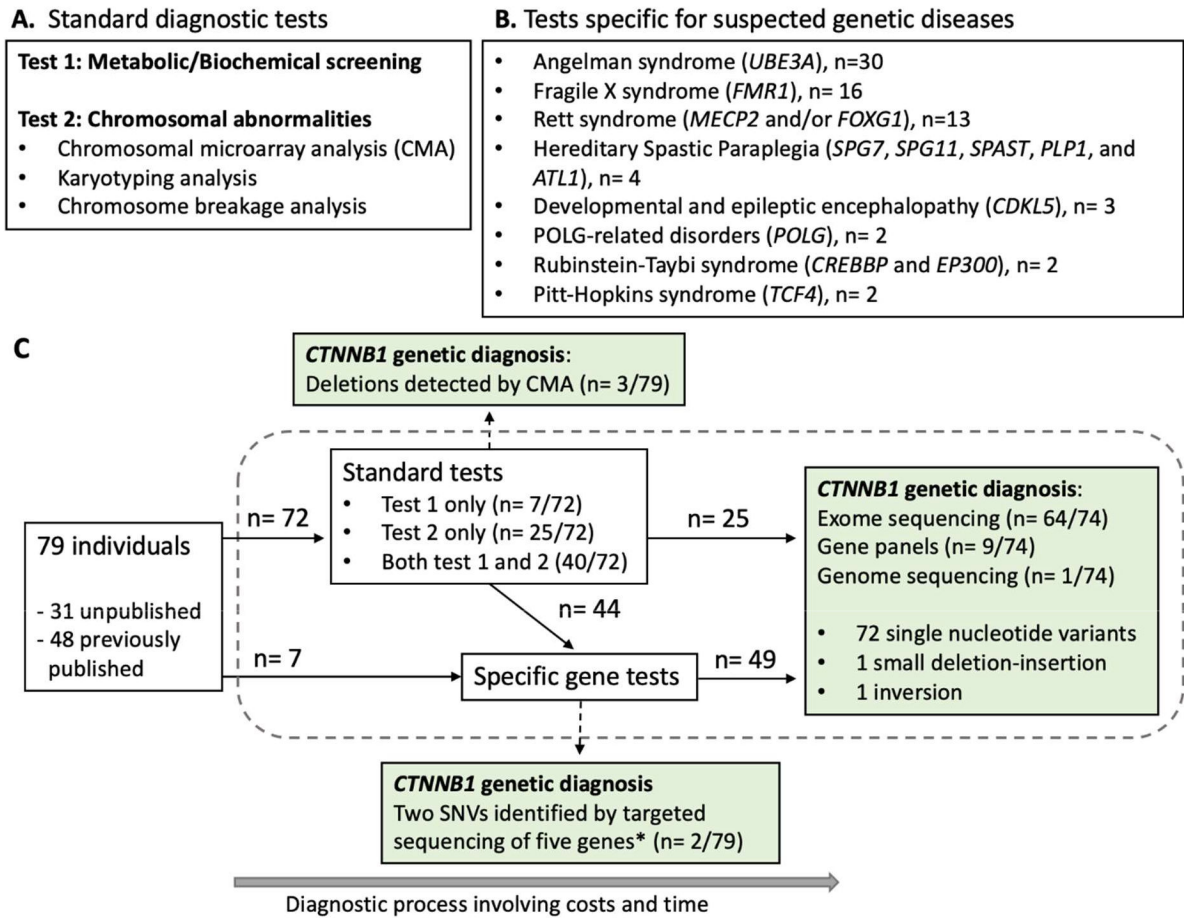 A. Standard diagnostic tests
Test 1: Metabolic/Biochemical screening
Test 2: Chromosomal abnormalities
• Chromosomal microarray analysis (CMA)
• Karyotyping analysis
• Chromosome breakage analysis
B. Tests specific for suspected genetic diseases
• Angelman syndrome (UBE3A), n=30
• Fragile X syndrome (FMR1), n= 16
• Rett syndrome (MECP2 and/or FOXG1), n=13
• Hereditary Spastic Paraplegia (SPG7, SPG11, SPAST, PLP1, and
ATL1), n= 4
• Developmental and epileptic encephalopathy (CDKL5), n= 3
• POLG-related disorders (POLG), n= 2
• Rubinstein-Taybi syndrome (CREBBP and EP300), n= 2
• Pitt-Hopkins syndrome (TCF4), n= 2
C
CTNNB1 genetic diagnosis:
Deletions detected by CMA (n= 3/79)
79 individuals
- 31 unpublished
- 48 previously
published
n= 72
n= 7
Standard tests
• Test 1 only (n= 7/72)
• Test 2 only (n= 25/72)
• Both test 1 and 2 (40/72)
n= 25
n= 44
Specific gene tests
n= 49
CTNNB1 genetic diagnosis:
Exome sequencing (n= 64/74)
Gene panels (n= 9/74)
Genome sequencing (n= 1/74)
• 72 single nucleotide variants
• 1 small deletion-insertion
• 1 inversion
CTNNB1 genetic diagnosis
Two SNVs identified by targeted
sequencing of five genes* (n= 2/79)
Diagnostic process involving costs and time